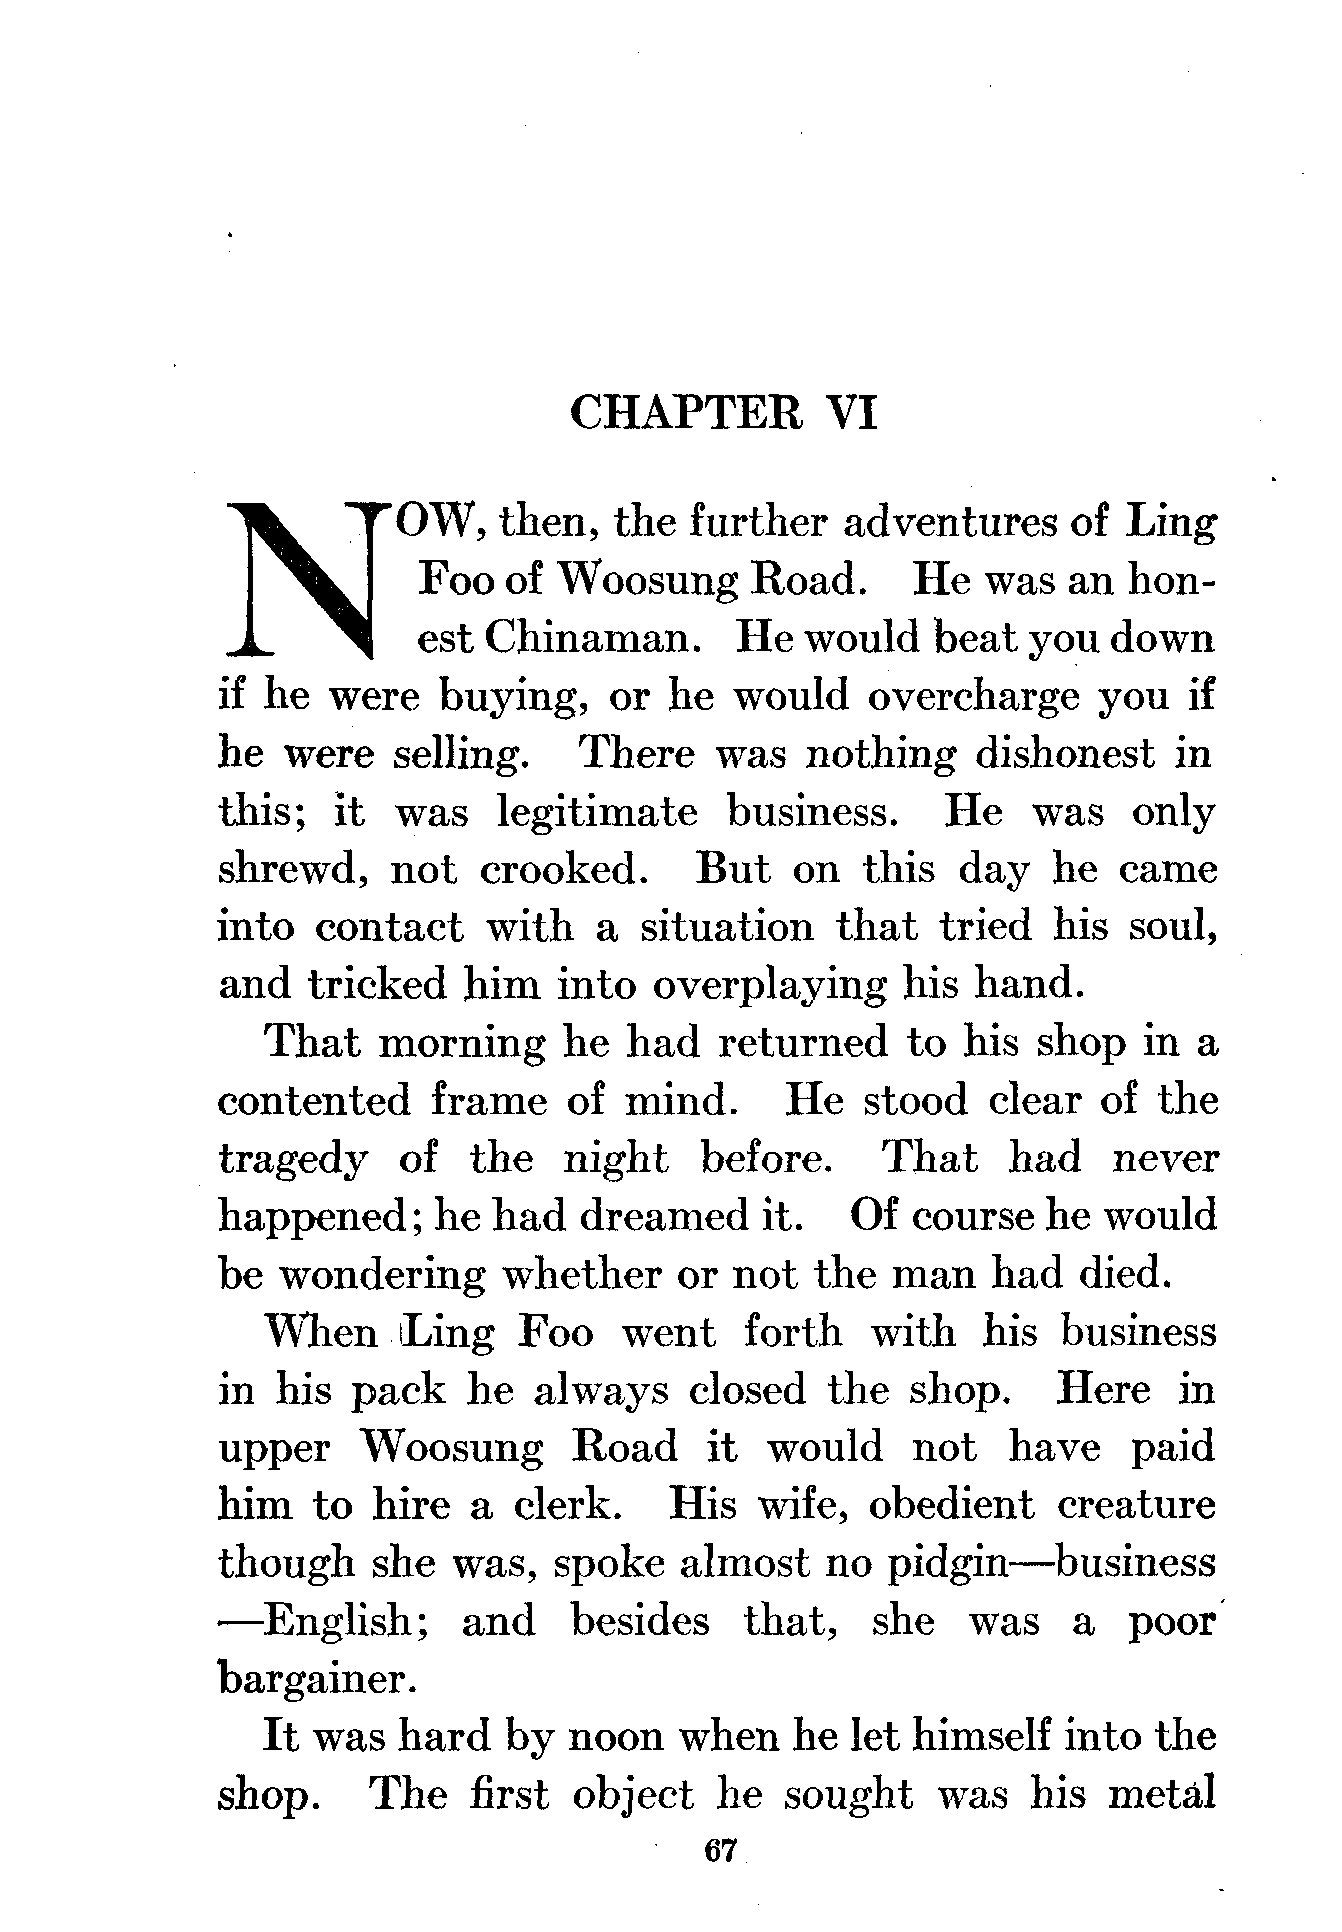 CHAPTER VI
NOW, then, the further adventures of Ling
Foo of Woosung Road. He was an hon-
est Chinaman. He would beat you down
if he were buying, or he would overcharge you if
he were selling. There was nothing dishonest in
this; it was legitimate business. He was only
shrewd, not crooked. But on this day he came
into contact with a situation that tried his soul,
and tricked him into overplaying his hand.
That morning he had returned to his shop in a
contented frame of mind. He stood clear of the
tragedy of the night before. That had never
happened; he had dreamed it. Of course he would
be wondering whether or not the man had died.
When Ling Foo went forth with his business
in his pack he always closed the shop. Here in
upper Woosung Road it would not have paid
him to hire a clerk. His wife, obedient creature
though she was, spoke almost no pidgin—business
—English; and besides that, she was a poor
bargainer.
It was hard by noon when he let himself into the
shop. The first object he sought was his metal
67